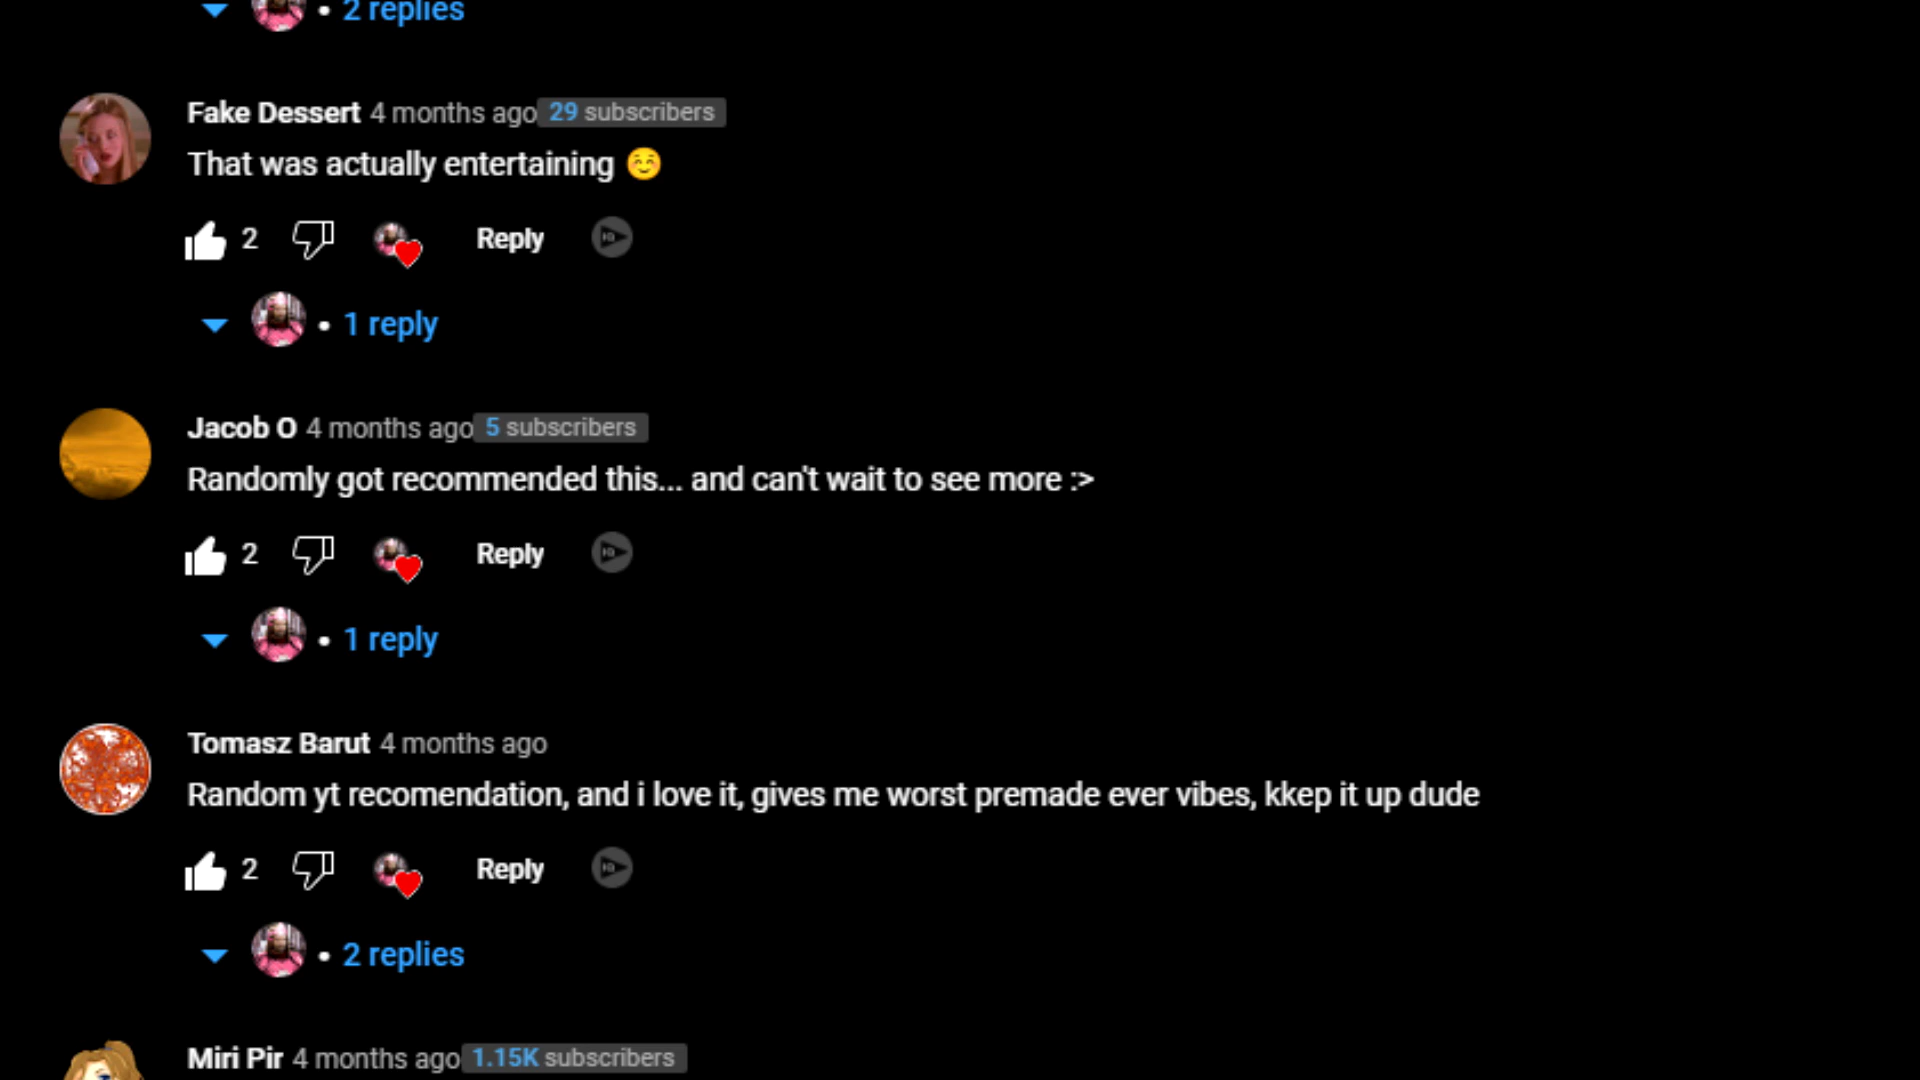 • 2 replies
Fake Dessert 4 months ago 29 subscribers
That was actually entertaining ☺️
2 Reply
• 1 reply
Jacob O 4 months ago 5 subscribers
Randomly got recommended this... and can't wait to see more :>
2 Reply
• 1 reply
Tomasz Barut 4 months ago
Random yt recomendation, and i love it, gives me worst premade ever vibes, kkep it up dude
2 Reply
• 2 replies
Miri Pir 4 months ago 1.15K subscribers